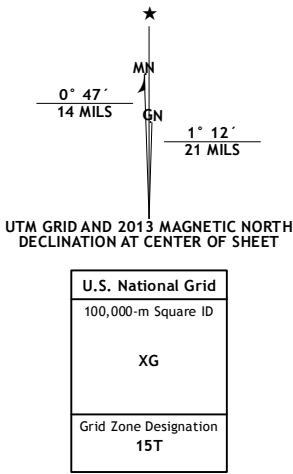 ★
MN
0° 47´
14 MILS
GN
1° 12´
21 MILS
UTM GRID AND 2013 MAGNETIC NORTH
DECLINATION AT CENTER OF SHEET
U.S. National Grid
100,000-m Square ID
XG
Grid Zone Designation
15T